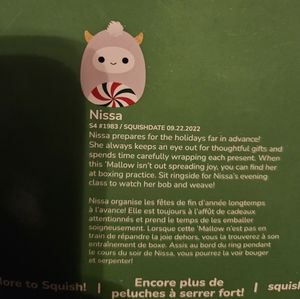 Nissa
S4 #1983 / SQUISHDATE 09.22.2022
Nissa prepares for the holidays far in advance!
She always keeps an eye out for thoughtful gifts and
spends time carefully wrapping each present. When
this 'Mallow isn't out spreading joy, you can find her
at boxing practice. Sit ringside for Nissa's evening
class to watch her bob and weave!
Nissa organise les fêtes de fin d'année longtemps
à l'avance! Elle est toujours à l'affût de cadeaux
attentionnés et prend le temps de les emballer
soigneusement. Lorsque cette 'Mallow n'est pas en
train de répandre la joie dehors, vous la trouverez à son
entraînement de boxe. Assis au bord du ring pendant
le cours du soir de Nissa, vous pourrez la voir bouger
et serpenter!
lore to Squish! | Encore plus de | squish
peluches à serrer fort!